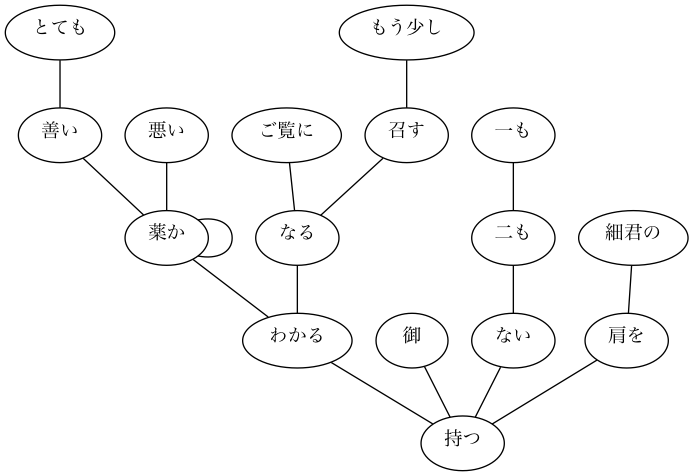 とても
もう少し
善い
悪い
ご覧に
召す
一も
薬か
なる
二も
細君の
わかる
御
ない
肩を
持つ